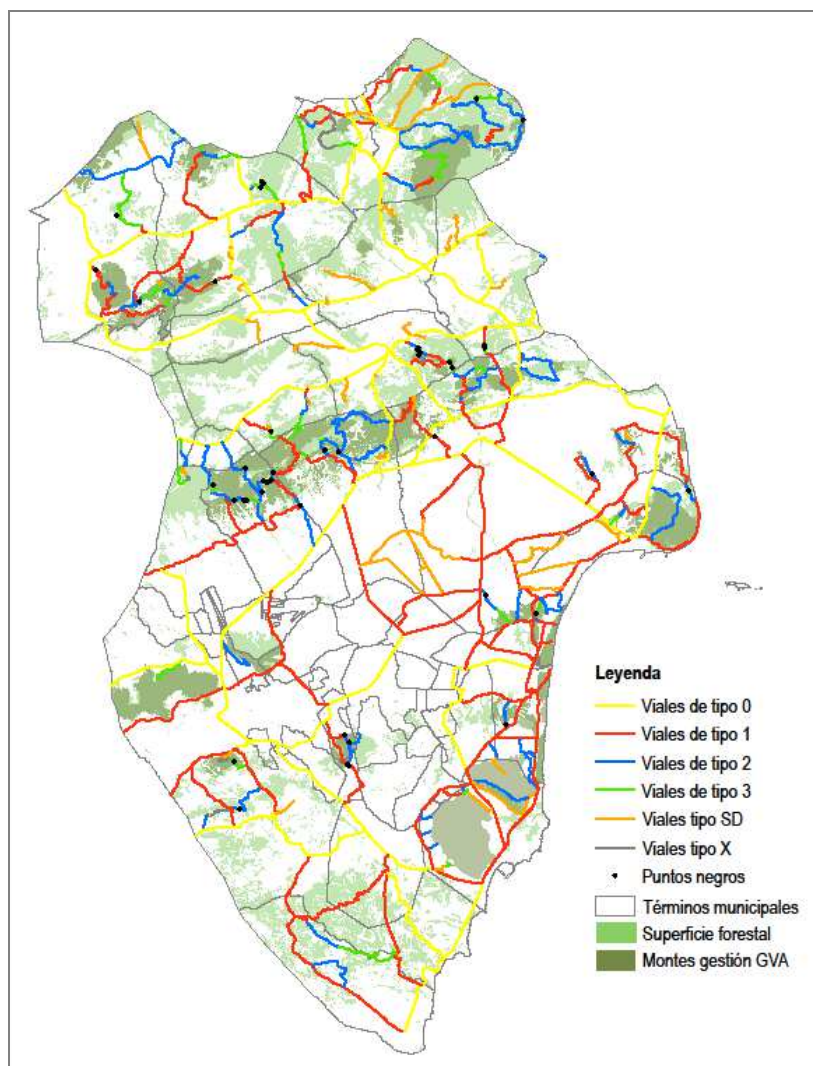 Leyenda
Viales de tipo 0
Viales de tipo 1
Viales de tipo 2
Viales de tipo 3
Viales tipo SD
Viales tipo X
Puntos negros
Términos municipales
Superficie forestal
Montes gestión GVA